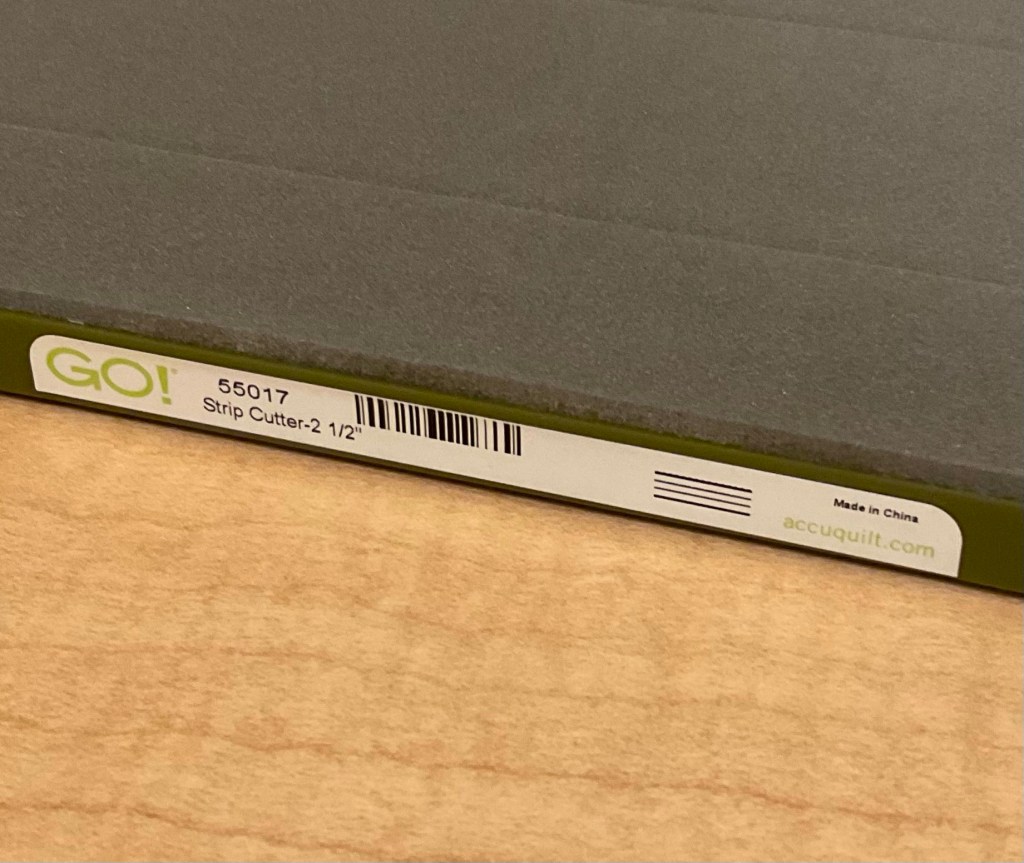 GO!
55017
Strip Cutter-2 1/2"
Made in China
accuquilt.com